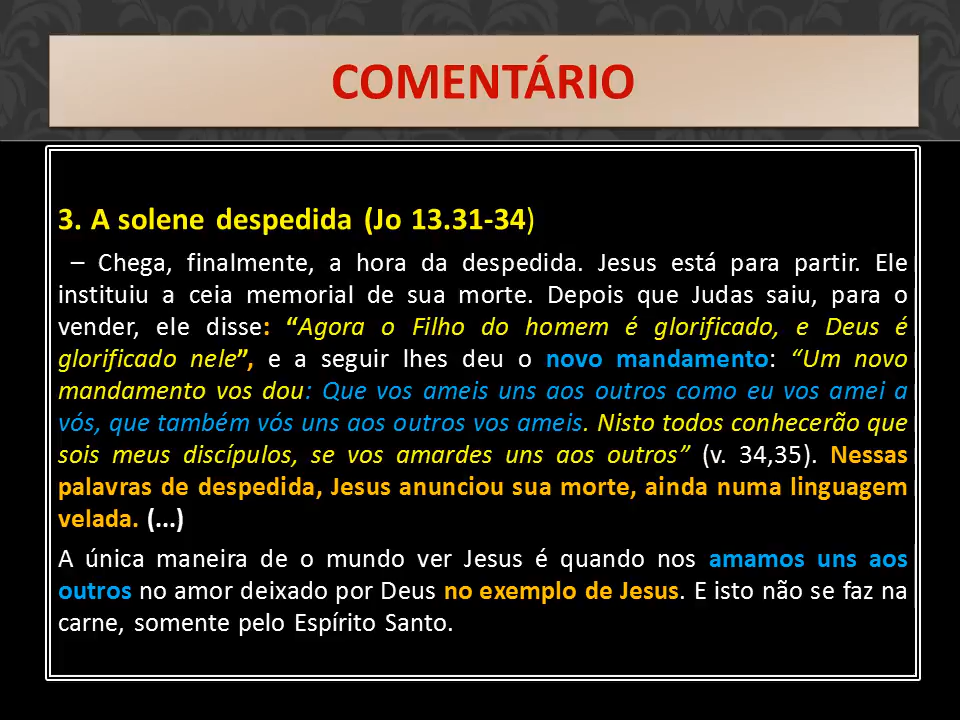 COMENTÁRIO
3. A solene despedida (Jo 13.31-34)
– Chega, finalmente, a hora da despedida. Jesus está para partir. Ele
instituiu a ceia memorial de sua morte. Depois que Judas saiu, para o
vender, ele disse: “Agora o Filho do homem é glorificado, e Deus é
glorificado nele”, e a seguir lhes deu o novo mandamento: “Um novo
mandamento vos dou: Que vos ameis uns aos outros como eu vos amei a
vós, que também vós uns aos outros vos ameis. Nisto todos conhecerão que
sois meus discípulos, se vos amardes uns aos outros” (v. 34,35). Nessas
palavras de despedida, Jesus anunciou sua morte, ainda numa linguagem
velada. (...)
A única maneira de o mundo ver Jesus é quando nos amamos uns aos
outros no amor deixado por Deus no exemplo de Jesus. E isto não se faz na
carne, somente pelo Espírito Santo.